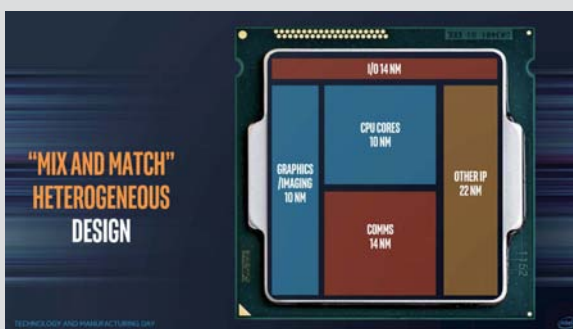 “MIX AND MATCH”
HETEROGENEOUS
DESIGN
I/O 14 NM
GRAPHICS
/IMAGING
10 NM
CPU CORES
10 NM
COMMS
14 NM
OTHER IP
22 NM
1152
TECHNOLOGY AND MANUFACTURING DAY